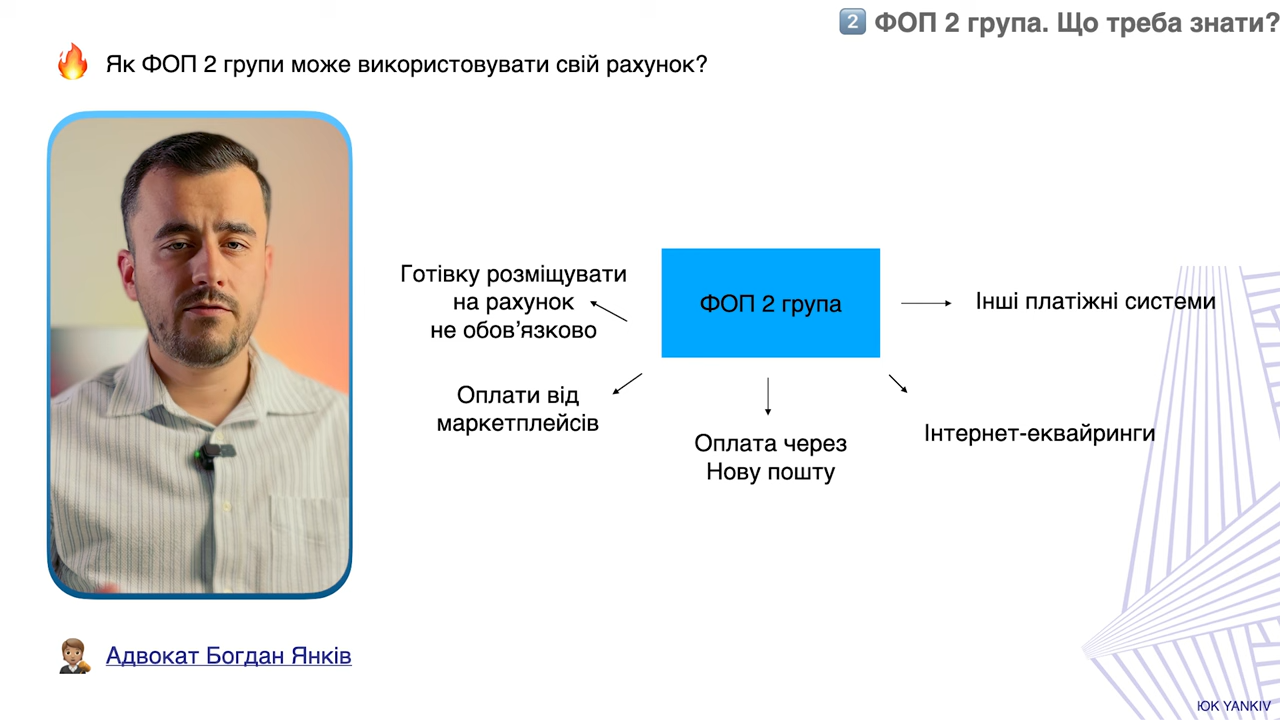 2 ФОП 2 група. Що треба знати?
Як ФОП 2 групи може використовувати свій рахунок?
Готівку розміщувати
на рахунок
не обов’язково
ФОП 2 група
Інші платіжні системи
Оплати від
маркетплейсів
Оплата через
Нову пошту
Інтернет-еквайринги
Адвокат Богдан Янків
ЮК YANKIV